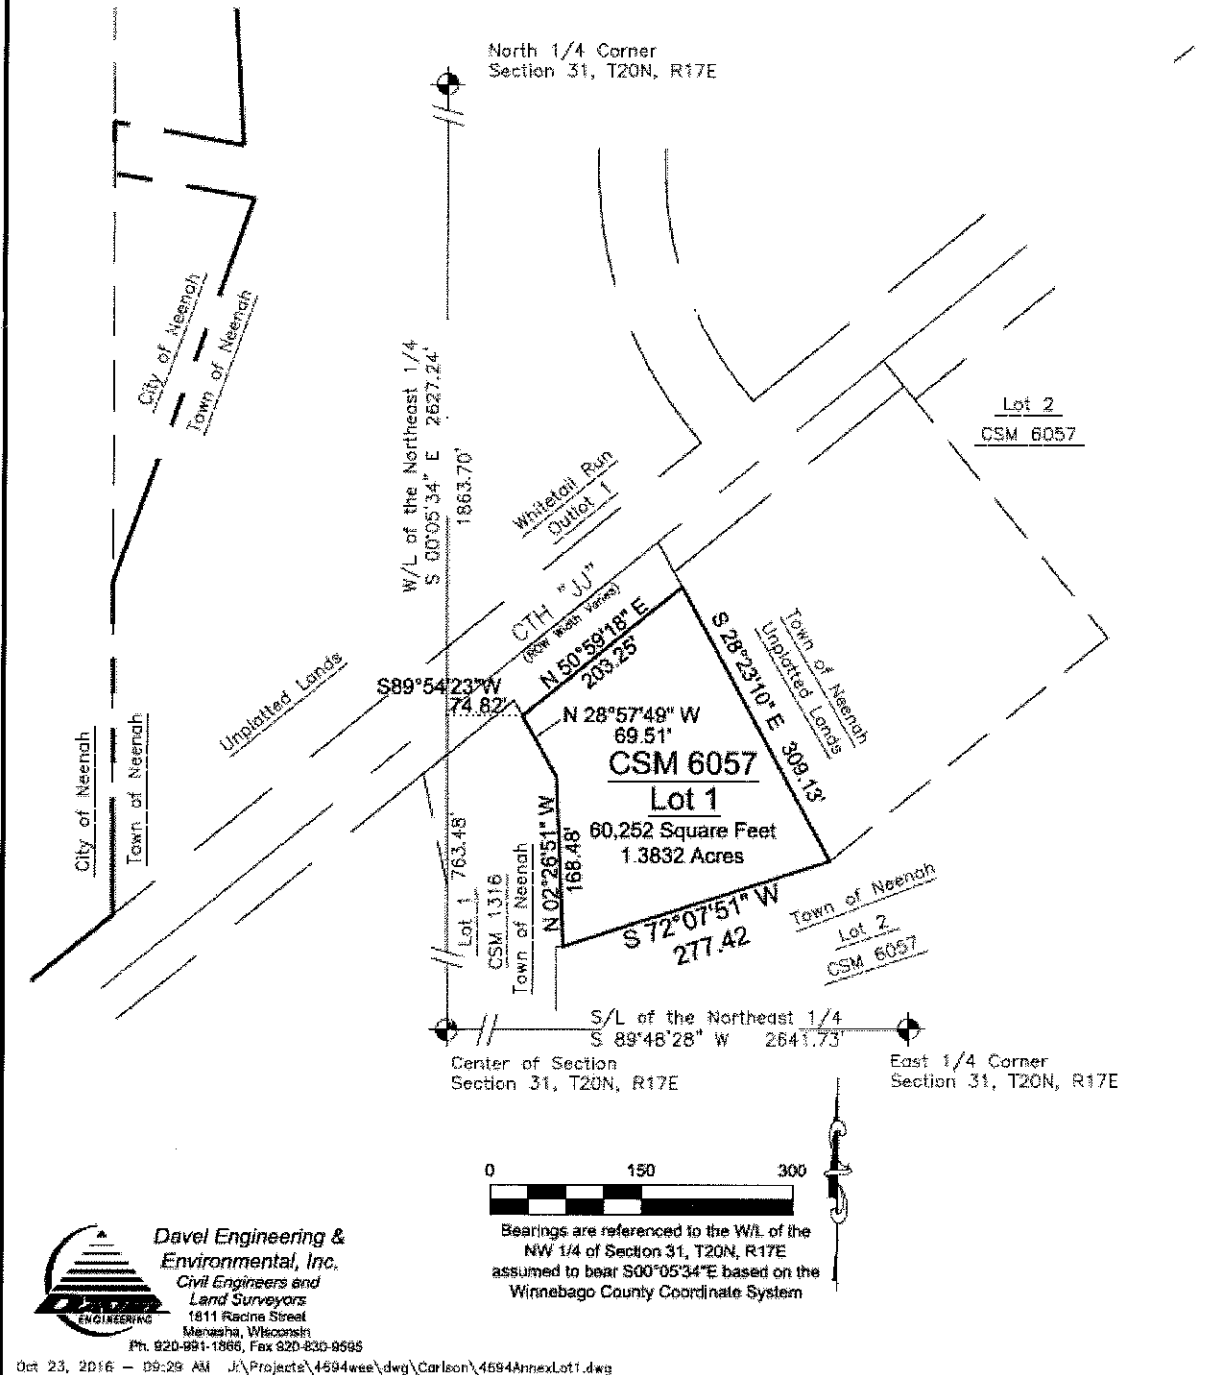 North 1/4 Corner
Section 31, T20N, R17E
City of Neenah
Town of Neenah
W/L of the Northeast 1/4
S 00°05'34" E 2627.24'
1863.70'
Lot 2
CSM 6057
Whitetail Run
Outlot 1
CTH "JJ"
(ROW Width Varies)
N 50°59'18" E
203.25'
Unplatted Lands
S89°54'23"W
74.82'
S 28°23'10" E 309.13'
Town of Neenah
Unplatted Lands
N 28°57'49" W
69.51'
CSM 6057
Lot 1
60,252 Square Feet
1.3832 Acres
City of Neenah
Town of Neenah
763.48'
Lot 1
CSM 1316
Town of Neenah
N 02°26'51" W
168.48'
S 72°07'51" W
277.42
Town of Neenah
Lot 2
CSM 6057
S/L of the Northeast 1/4
S 89°48'28" W 2641.73'
Center of Section
Section 31, T20N, R17E
East 1/4 Corner
Section 31, T20N, R17E
0 150 300
Bearings are referenced to the W/L of the
NW 1/4 of Section 31, T20N, R17E
assumed to bear S00°05'34"E based on the
Winnebago County Coordinate System
Davel Engineering &
Environmental, Inc.
Civil Engineers and
Land Surveyors
1811 Racine Street
Menasha, Wisconsin
Ph. 920-991-1866, Fax 920-830-9595
DAVEL
ENGINEERING
Oct 23, 2016 – 09:29 AM J:\Projects\4694wee\dwg\Carlson\4694AnnexLot1.dwg